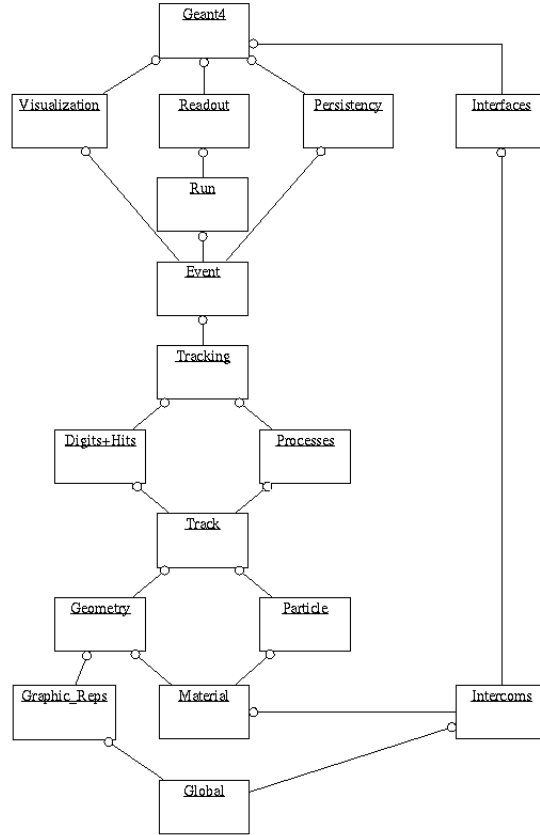 Geant4
Visualization
Readout
Persistency
Interfaces
Run
Event
Tracking
Digits+Hits
Processes
Track
Geometry
Particle
Graphic_Reps
Material
Intercoms
Global